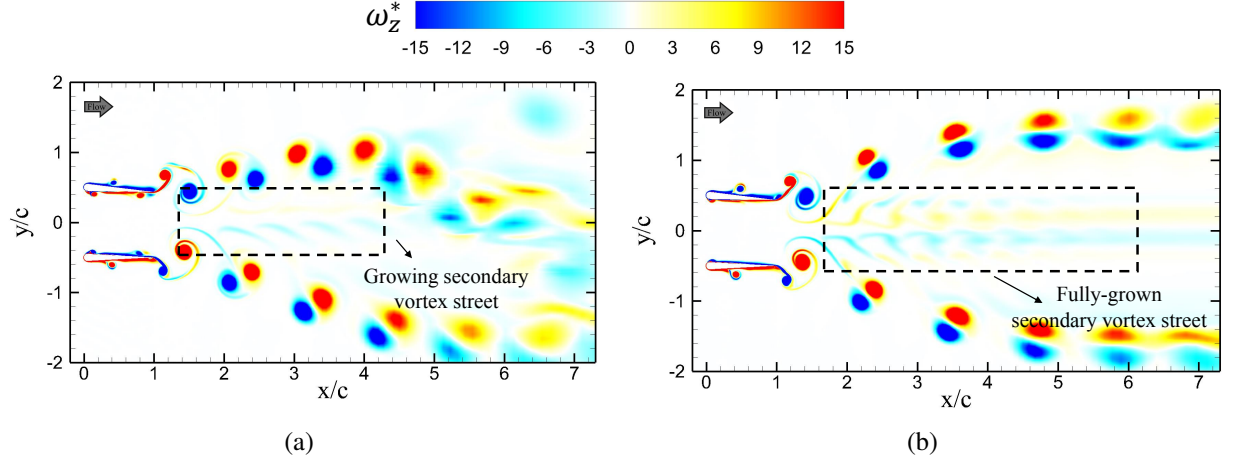 ω*z
-15 -12 -9 -6 -3 0 3 6 9 12 15
2
1
0
-1
-2
y/c
Flow
Growing secondary
vortex street
0 1 2 3 4 5 6 7
x/c
(a)
2
1
0
-1
-2
y/c
Flow
Fully-grown
secondary vortex street
0 1 2 3 4 5 6 7
x/c
(b)